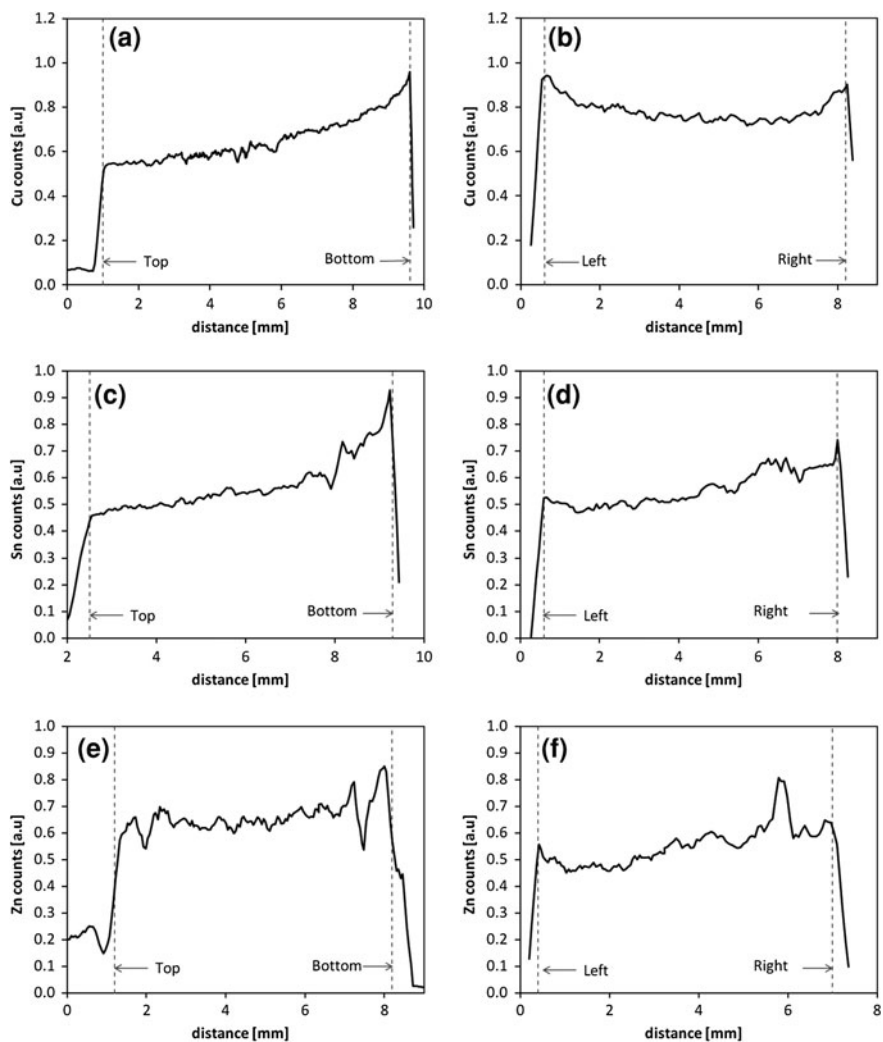 (a)
Cu counts [a.u]
1.2
1.0
0.8
0.6
0.4
0.2
0.0
Top
Bottom
0 2 4 6 8 10
distance [mm]
(b)
Cu counts [a.u]
1.2
1.0
0.8
0.6
0.4
0.2
0.0
Left
Right
0 2 4 6 8
distance [mm]
(c)
Sn counts [a.u]
1.0
0.9
0.8
0.7
0.6
0.5
0.4
0.3
0.2
0.1
0.0
Top
Bottom
2 4 6 8 10
distance [mm]
(d)
Sn counts [a.u]
1.0
0.9
0.8
0.7
0.6
0.5
0.4
0.3
0.2
0.1
0.0
Left
Right
0 2 4 6 8
distance [mm]
(e)
Zn counts [a.u]
1.0
0.9
0.8
0.7
0.6
0.5
0.4
0.3
0.2
0.1
0.0
Top
Bottom
0 2 4 6 8
distance [mm]
(f)
Zn counts [a.u]
1.0
0.9
0.8
0.7
0.6
0.5
0.4
0.3
0.2
0.1
0.0
Left
Right
0 2 4 6 8
distance [mm]